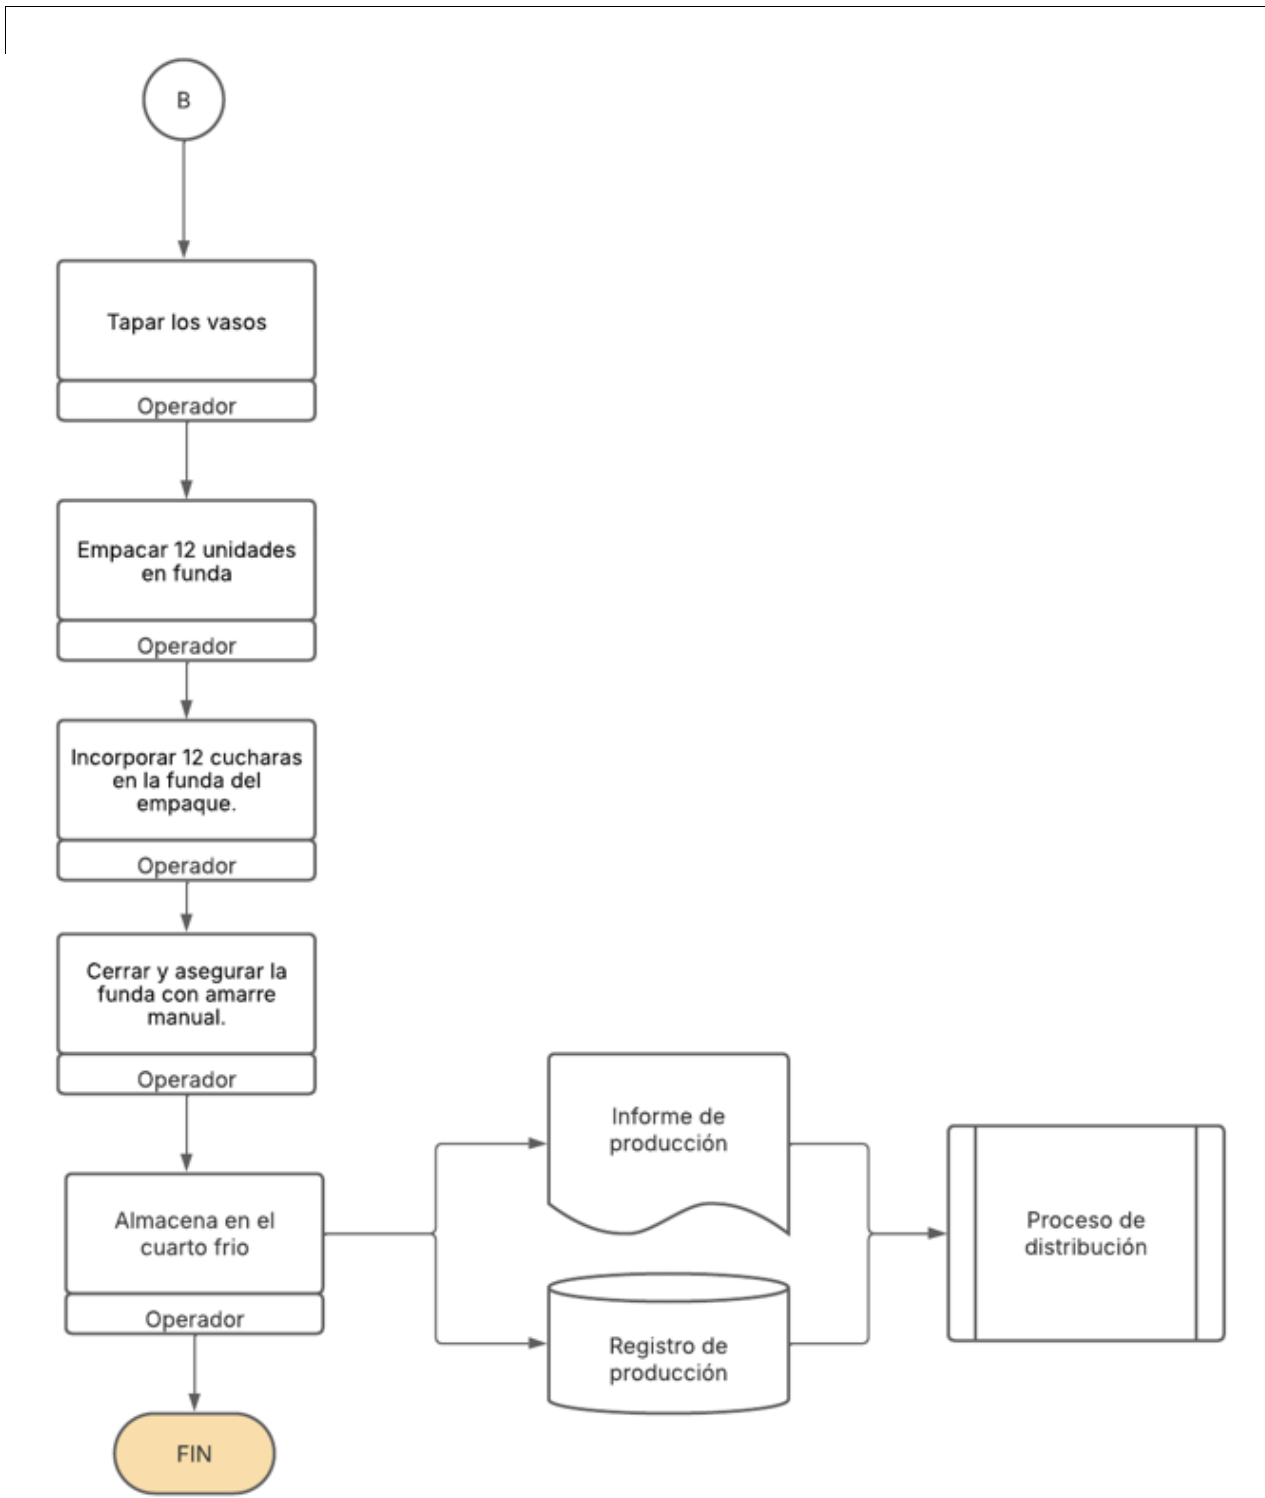 B
Tapar los vasos
Operador
Empacar 12 unidades
en funda
Operador
Incorporar 12 cucharas
en la funda del
empaque.
Operador
Cerrar y asegurar la
funda con amarre
manual.
Operador
Almacena en el
cuarto frio
Operador
FIN
Informe de
producción
Registro de
producción
Proceso de
distribución